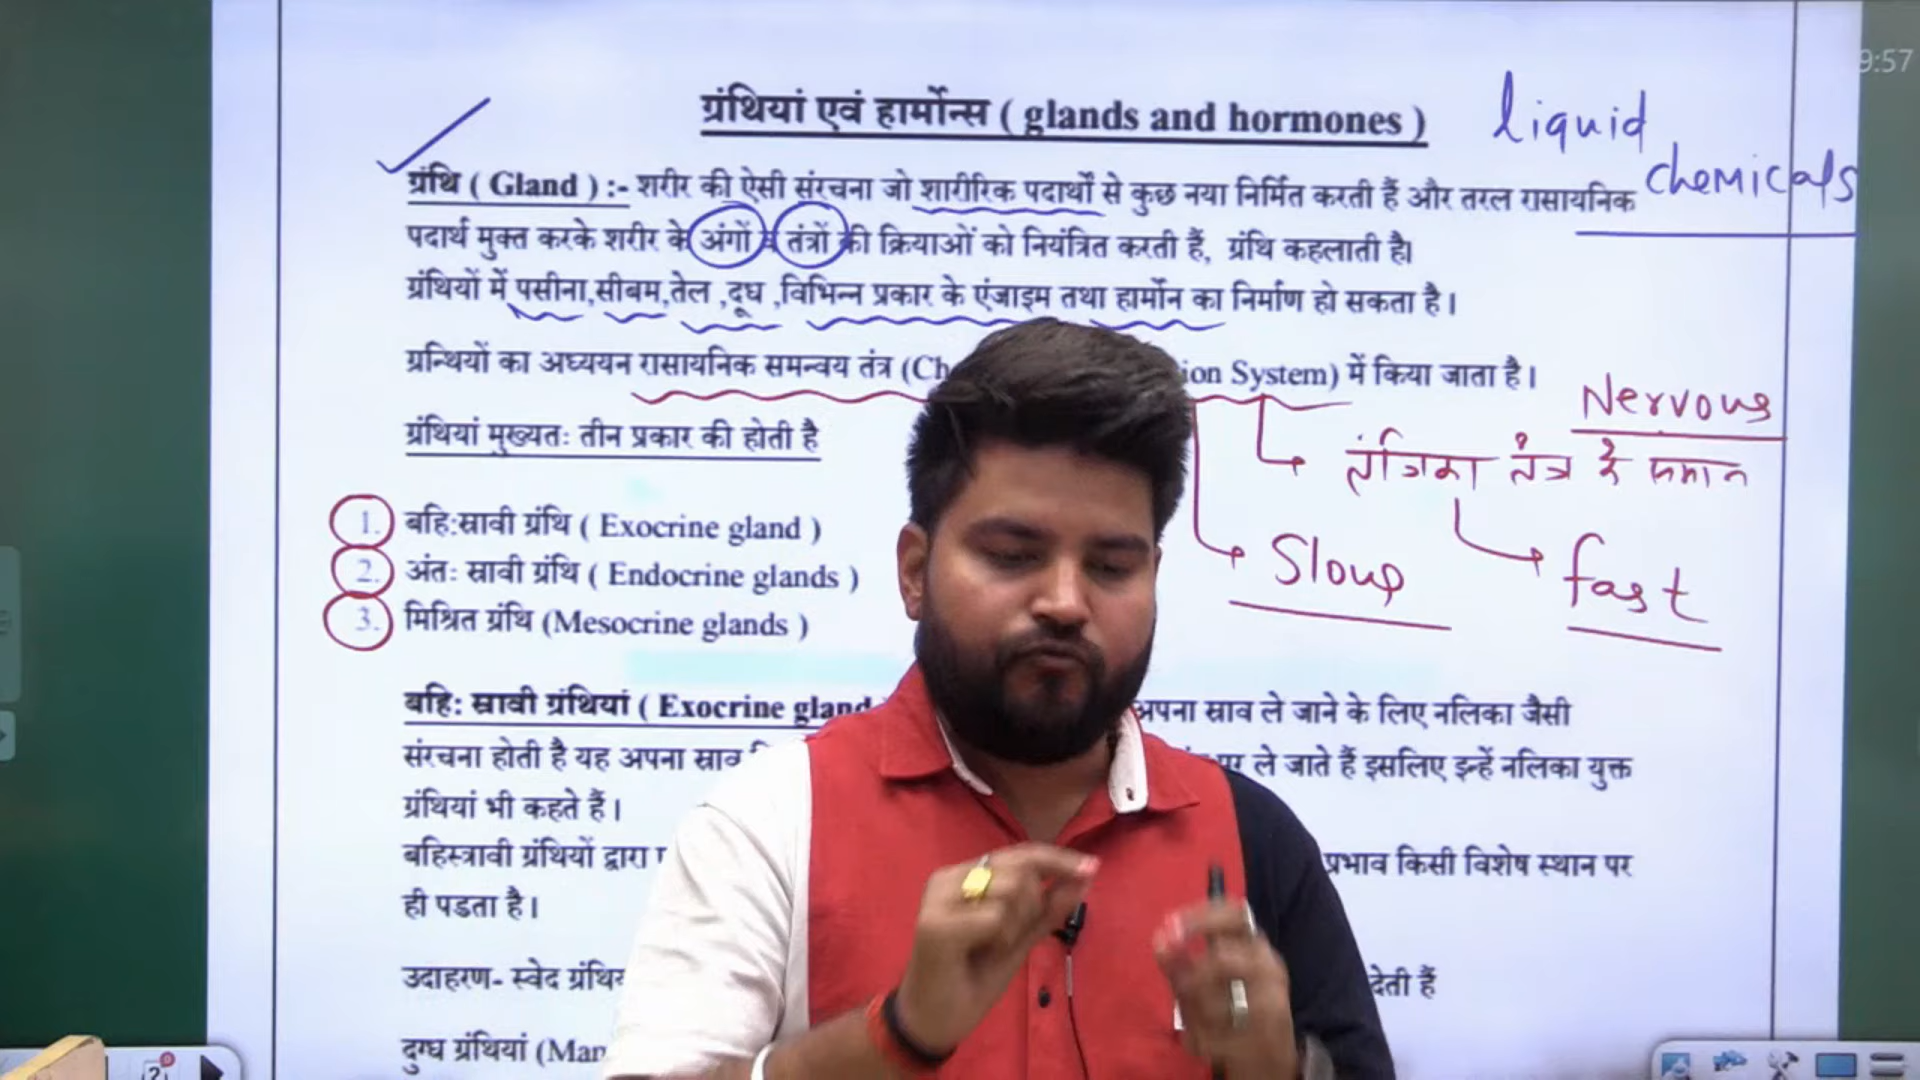 9:57
ग्रंथियां एवं हार्मोन्स ( glands and hormones )
liquid
chemicals
ग्रंथि ( Gland ) :- शरीर की ऐसी संरचना जो शारीरिक पदार्थों से कुछ नया निर्मित करती हैं और तरल रासायनिक
पदार्थ मुक्त करके शरीर के अंगों व तंत्रों की क्रियाओं को नियंत्रित करती हैं, ग्रंथि कहलाती है।
ग्रंथियों में पसीना,सीबम,तेल ,दूध ,विभिन्न प्रकार के एंजाइम तथा हार्मोन का निर्माण हो सकता है।
ग्रन्थियों का अध्ययन रासायनिक समन्वय तंत्र (Ch ion System) में किया जाता है।
Nervous
ग्रंथियां मुख्यतः तीन प्रकार की होती है
तंत्रिका तंत्र के समान
1. बहि:स्रावी ग्रंथि ( Exocrine gland )
Slow fast
2. अंतः स्रावी ग्रंथि ( Endocrine glands )
3. मिश्रित ग्रंथि (Mesocrine glands )
बहि: स्रावी ग्रंथियां ( Exocrine gland अपना स्राव ले जाने के लिए नलिका जैसी
संरचना होती है यह अपना स्राव पर ले जाते हैं इसलिए इन्हें नलिका युक्त
ग्रंथियां भी कहते हैं।
बहिस्त्रावी ग्रंथियों द्वारा प्रभाव किसी विशेष स्थान पर
ही पडता है।
उदाहरण- स्वेद ग्रंथि देती हैं
दुग्ध ग्रंथियां (Mam